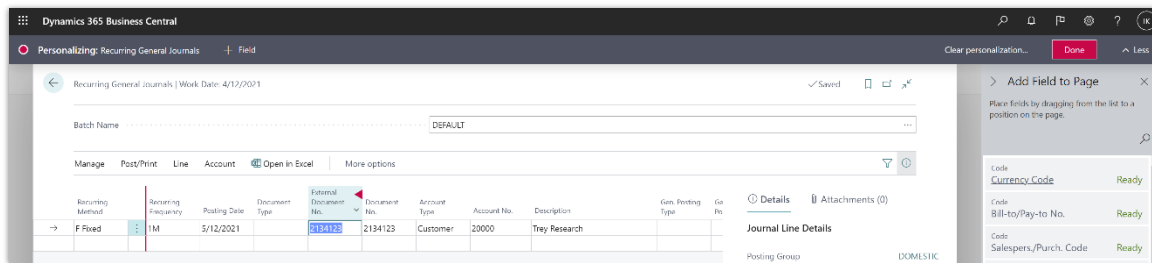 Dynamics 365 Business Central
?
IK
Personalizing: Recurring General Journals + Field Clear personalization... Done Less
Recurring General Journals | Work Date: 4/12/2021 ✓ Saved
Batch Name DEFAULT ...
Manage Post/Print Line Account Open in Excel More options
Recurring Method
Recurring Frequency
Posting Date
Document Type
External Document No.
Document No.
Account Type
Account No.
Description
Gen. Posting Type
F Fixed 1M 5/12/2021 2134123 2134123 Customer 20000 Trey Research
Details Attachments (0)
Journal Line Details
Posting Group DOMESTIC
Add Field to Page
Place fields by dragging from the list to a
position on the page.
Code
Currency Code Ready
Code
Bill-to/Pay-to No. Ready
Code
Salespers./Purch. Code Ready